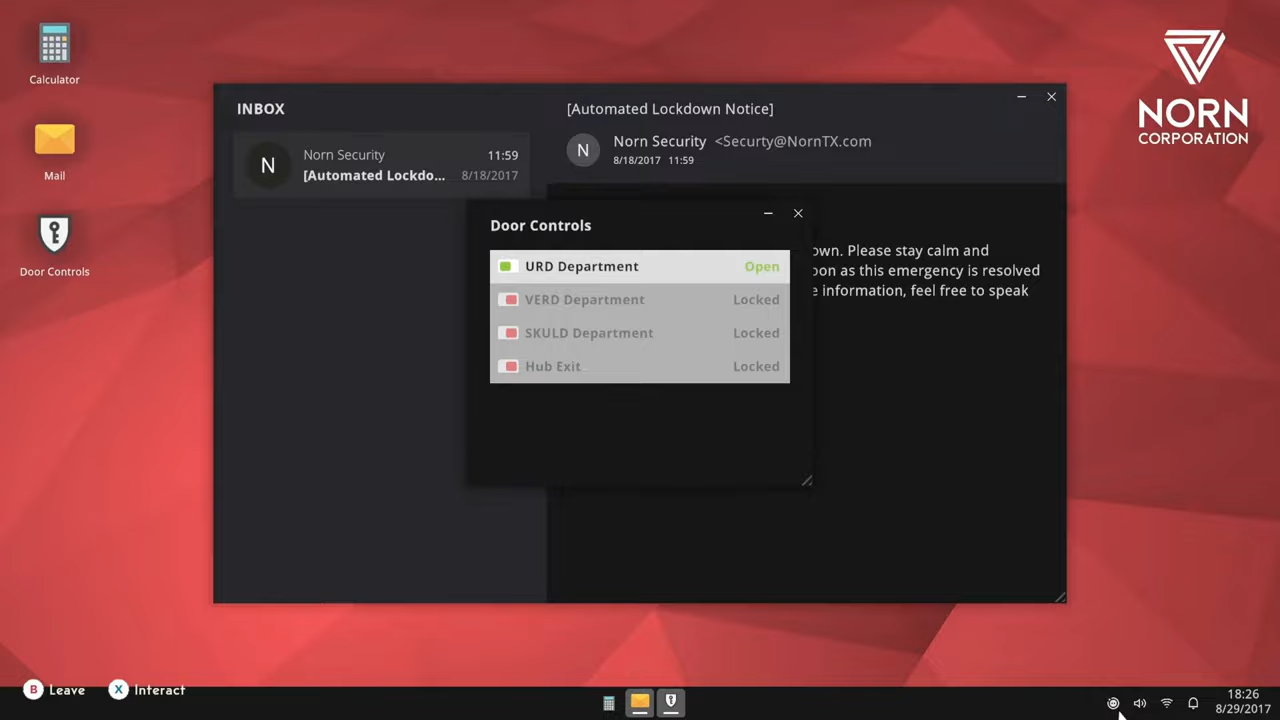 Calculator
Mail
Door Controls
NORN
CORPORATION
INBOX
N
Norn Security 11:59
[Automated Lockdo... 8/18/2017
[Automated Lockdown Notice]
N
Norn Security <Securty@NornTX.com
8/18/2017 11:59
own. Please stay calm and
oon as this emergency is resolved
e information, feel free to speak
Door Controls
URD Department Open
VERD Department Locked
SKULD Department Locked
Hub Exit Locked
B Leave X Interact
18:26
8/29/2017